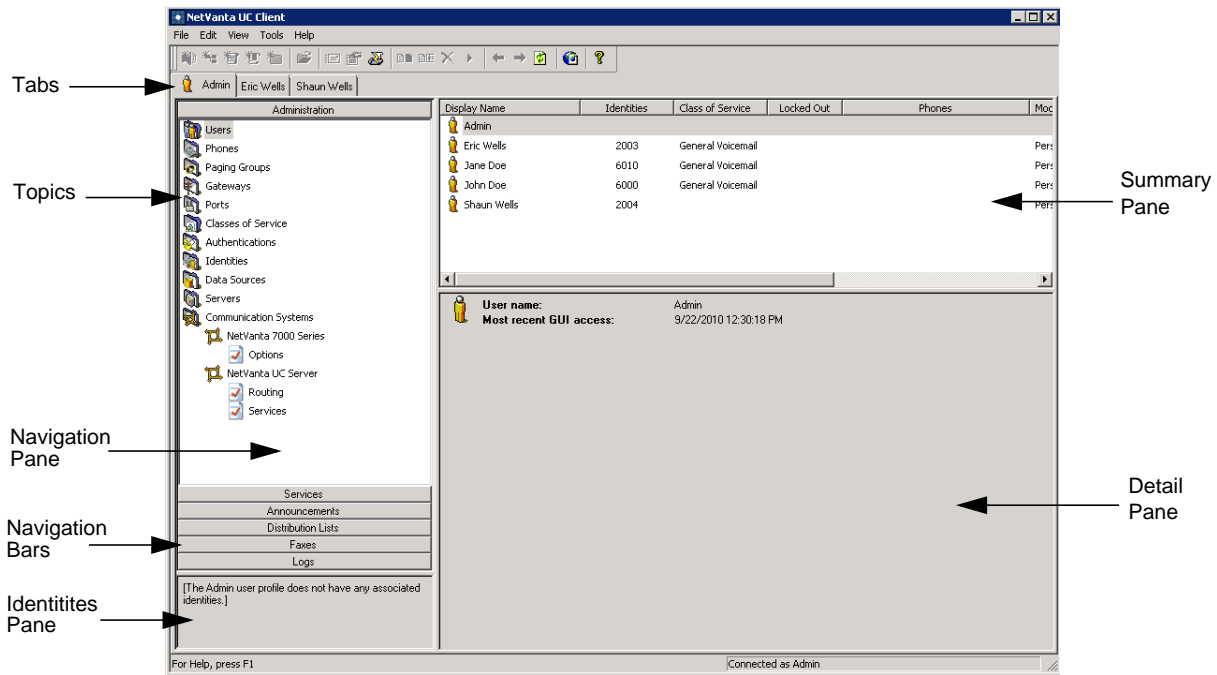 NetVanta UC Client
File Edit View Tools Help
Tabs
Admin Eric Wells Shaun Wells
Administration
Users
Phones
Paging Groups
Gateways
Topics
Ports
Classes of Service
Authentications
Identities
Data Sources
Servers
Communication Systems
NetVanta 7000 Series
Options
NetVanta UC Server
Routing
Services
Navigation
Pane
Services
Announcements
Distribution Lists
Faxes
Logs
Navigation
Bars
[The Admin user profile does not have any associated
identities.]
Identitites
Pane
Display Name Identities Class of Service Locked Out Phones Moc
Admin
Eric Wells 2003 General Voicemail Pers
Jane Doe 6010 General Voicemail Pers
John Doe 6000 General Voicemail Pers
Shaun Wells 2004 Pers
Summary
Pane
User name: Admin
Most recent GUI access: 9/22/2010 12:30:18 PM
Detail
Pane
For Help, press F1 Connected as Admin